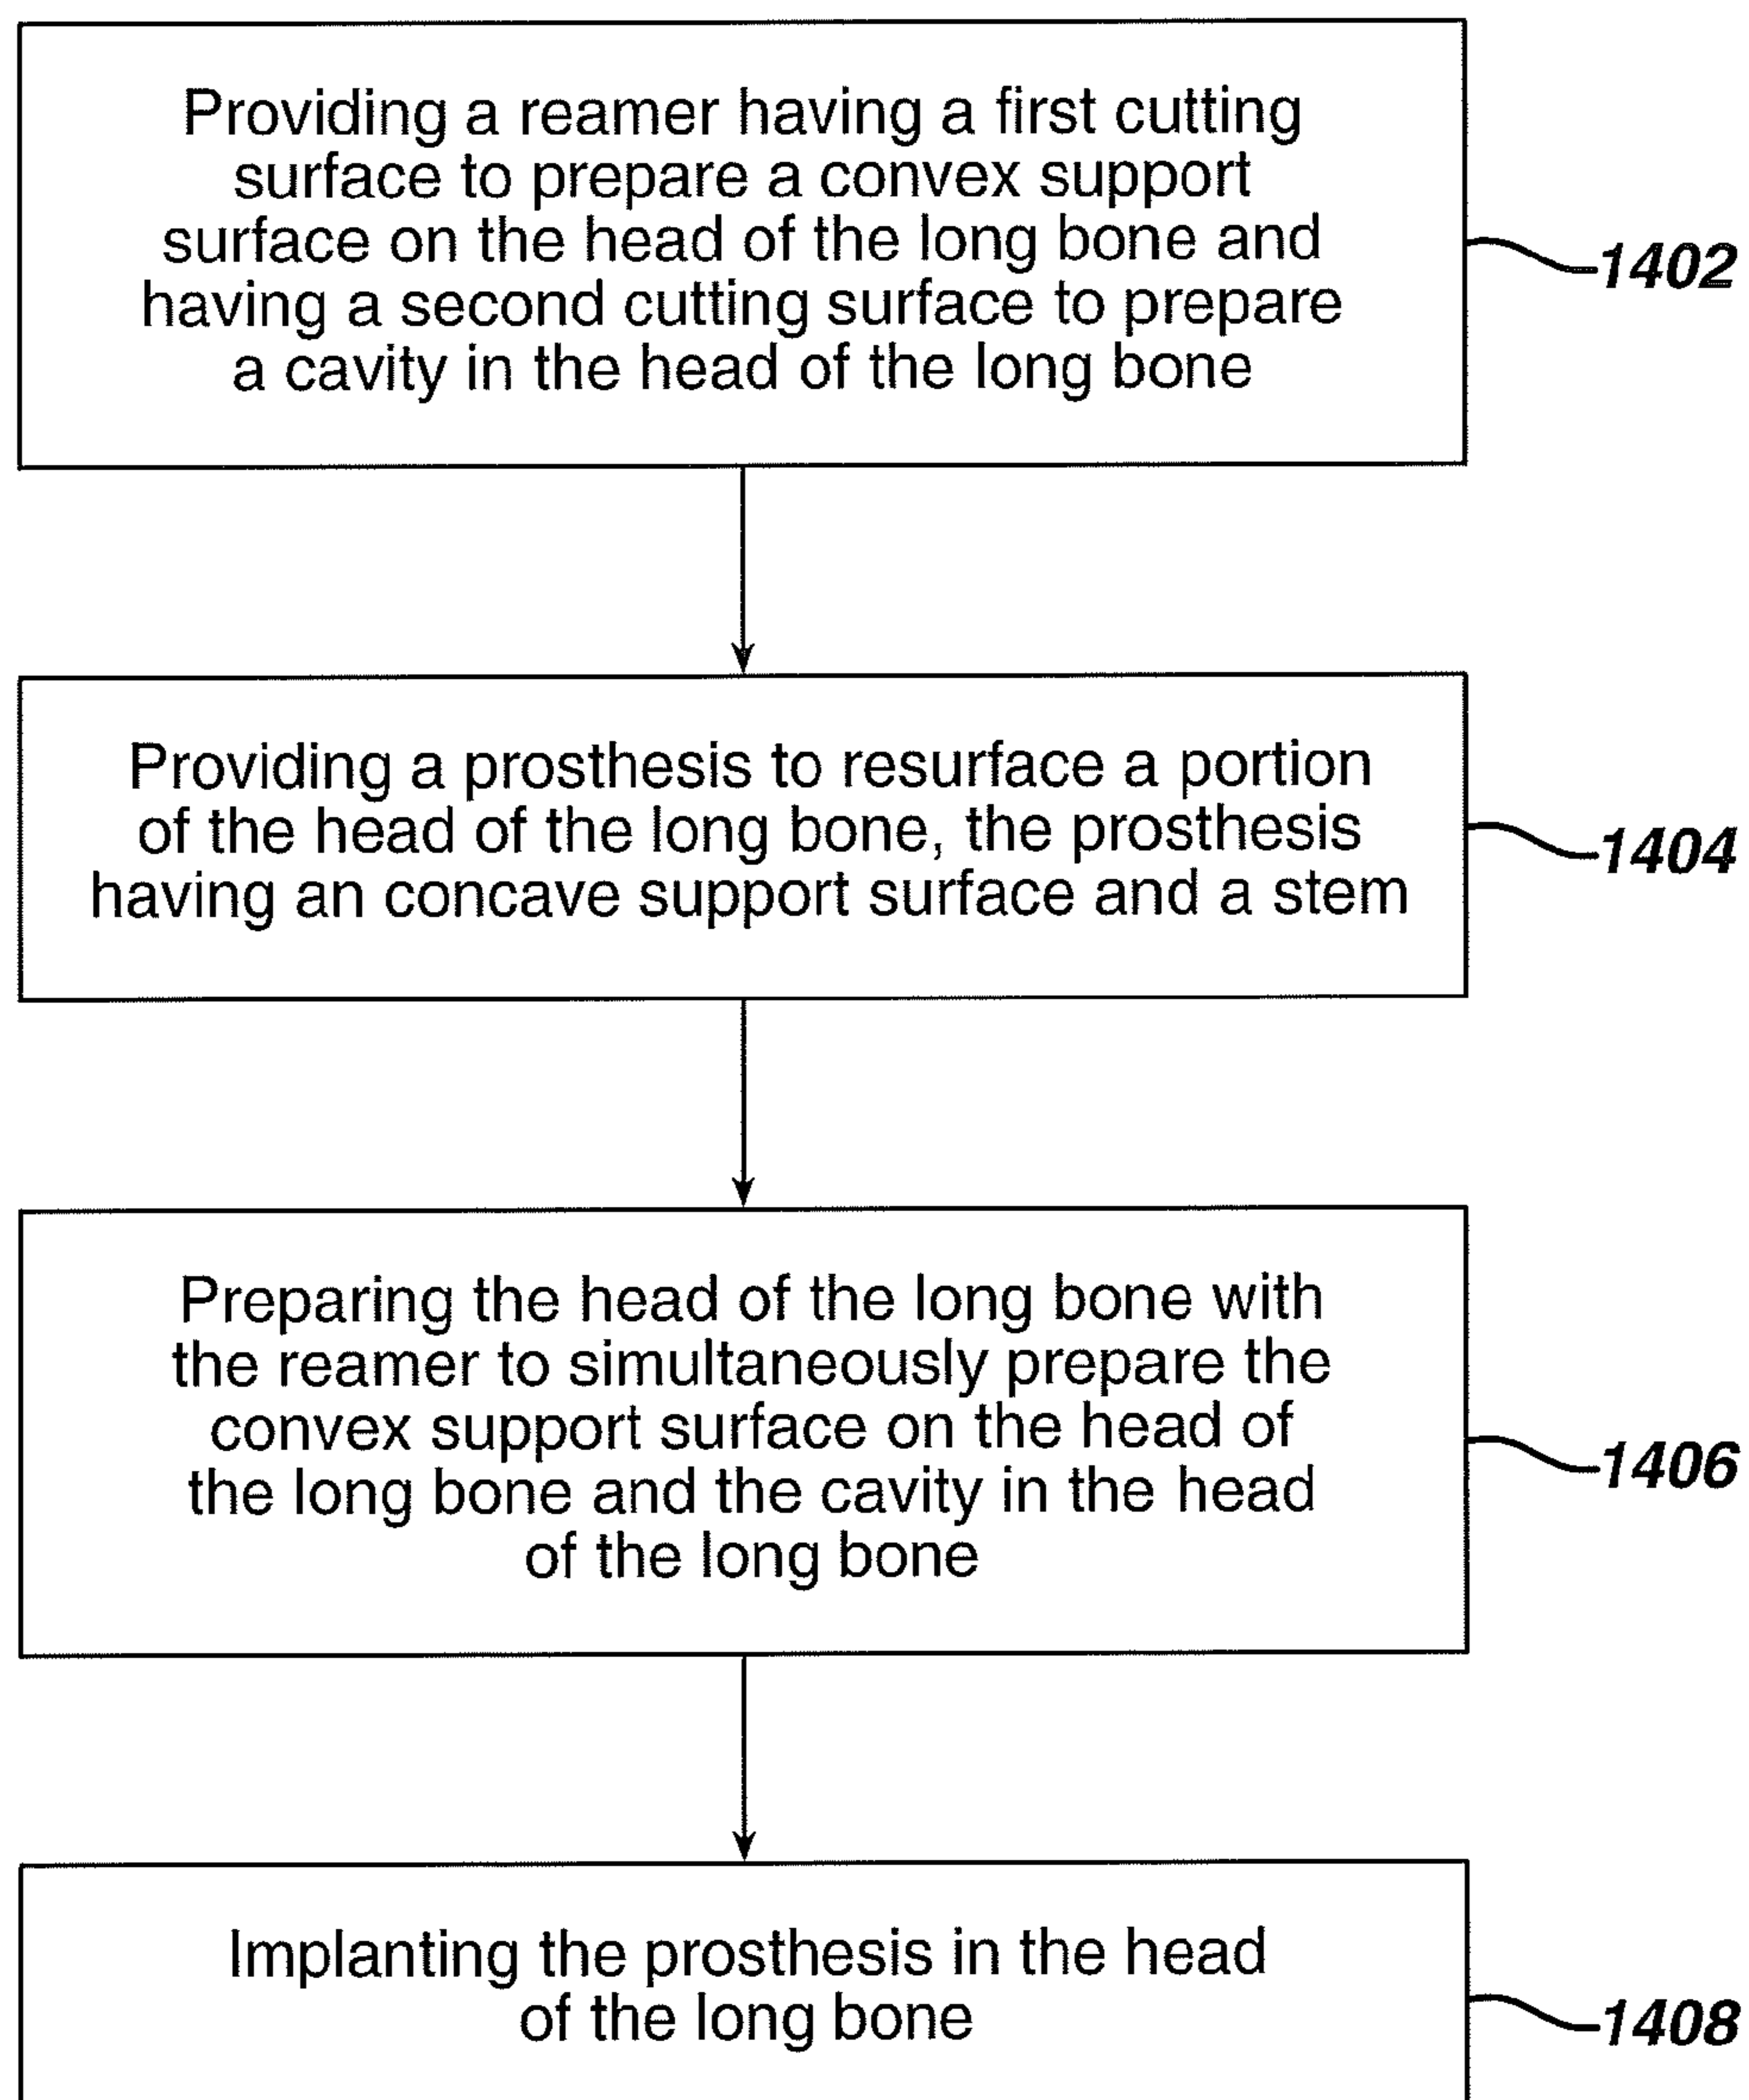 Providing a reamer having a first cutting
surface to prepare a convex support
surface on the head of the long bone and
having a second cutting surface to prepare
a cavity in the head of the long bone
1402
Providing a prosthesis to resurface a portion
of the head of the long bone, the prosthesis
having an concave support surface and a stem
1404
Preparing the head of the long bone with
the reamer to simultaneously prepare the
convex support surface on the head of
the long bone and the cavity in the head
of the long bone
1406
Implanting the prosthesis in the head
of the long bone
1408